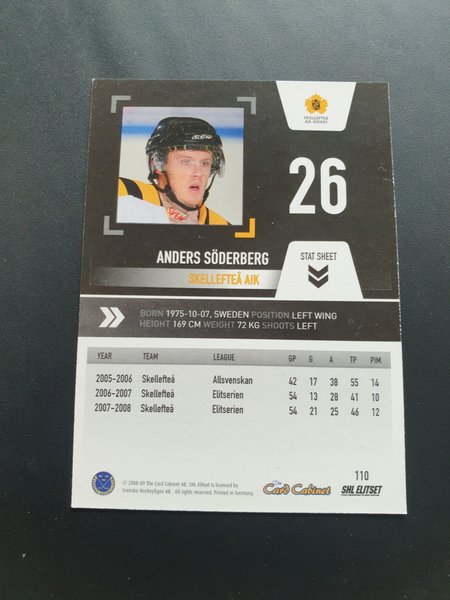 SKELLEFTEÅ
AIK HOCKEY
26
ANDERS SÖDERBERG
SKELLEFTEÅ AIK
STAT SHEET
BORN 1975-10-07, SWEDEN POSITION LEFT WING
HEIGHT 169 CM WEIGHT 72 KG SHOOTS LEFT
YEAR TEAM LEAGUE GP G A TP PIM
2005-2006 Skellefteå Allsvenskan 42 17 38 55 14
2006-2007 Skellefteå Elitserien 54 13 28 41 10
2007-2008 Skellefteå Elitserien 54 21 25 46 12
110
© 2008-09 The Card Cabinet AB. SHL Elitset is licensed by
Svenska Hockeyligan AB. All rights reserved. Printed in Germany.
The
Card Cabinet
SHL ELITSET